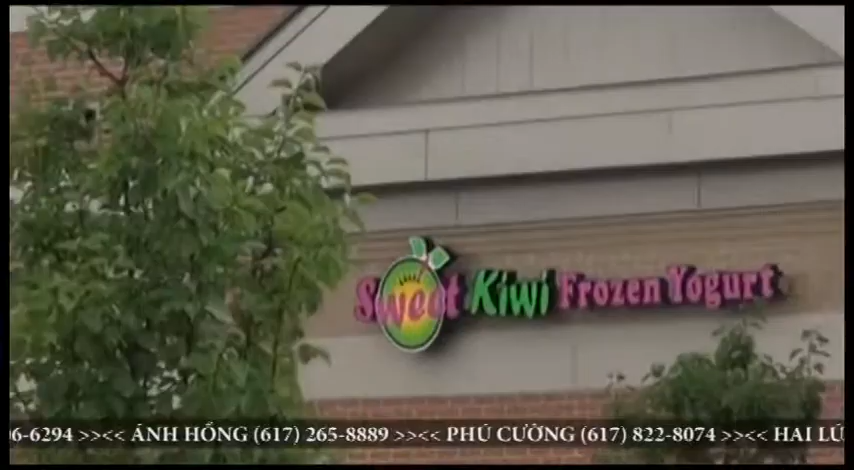 Sweet Kiwi Frozen Yogurt
6-6294 >><< ÁNH HỒNG (617) 265-8889 >><< PHÚ CƯỜNG (617) 822-8074 >><< HAI LÚ